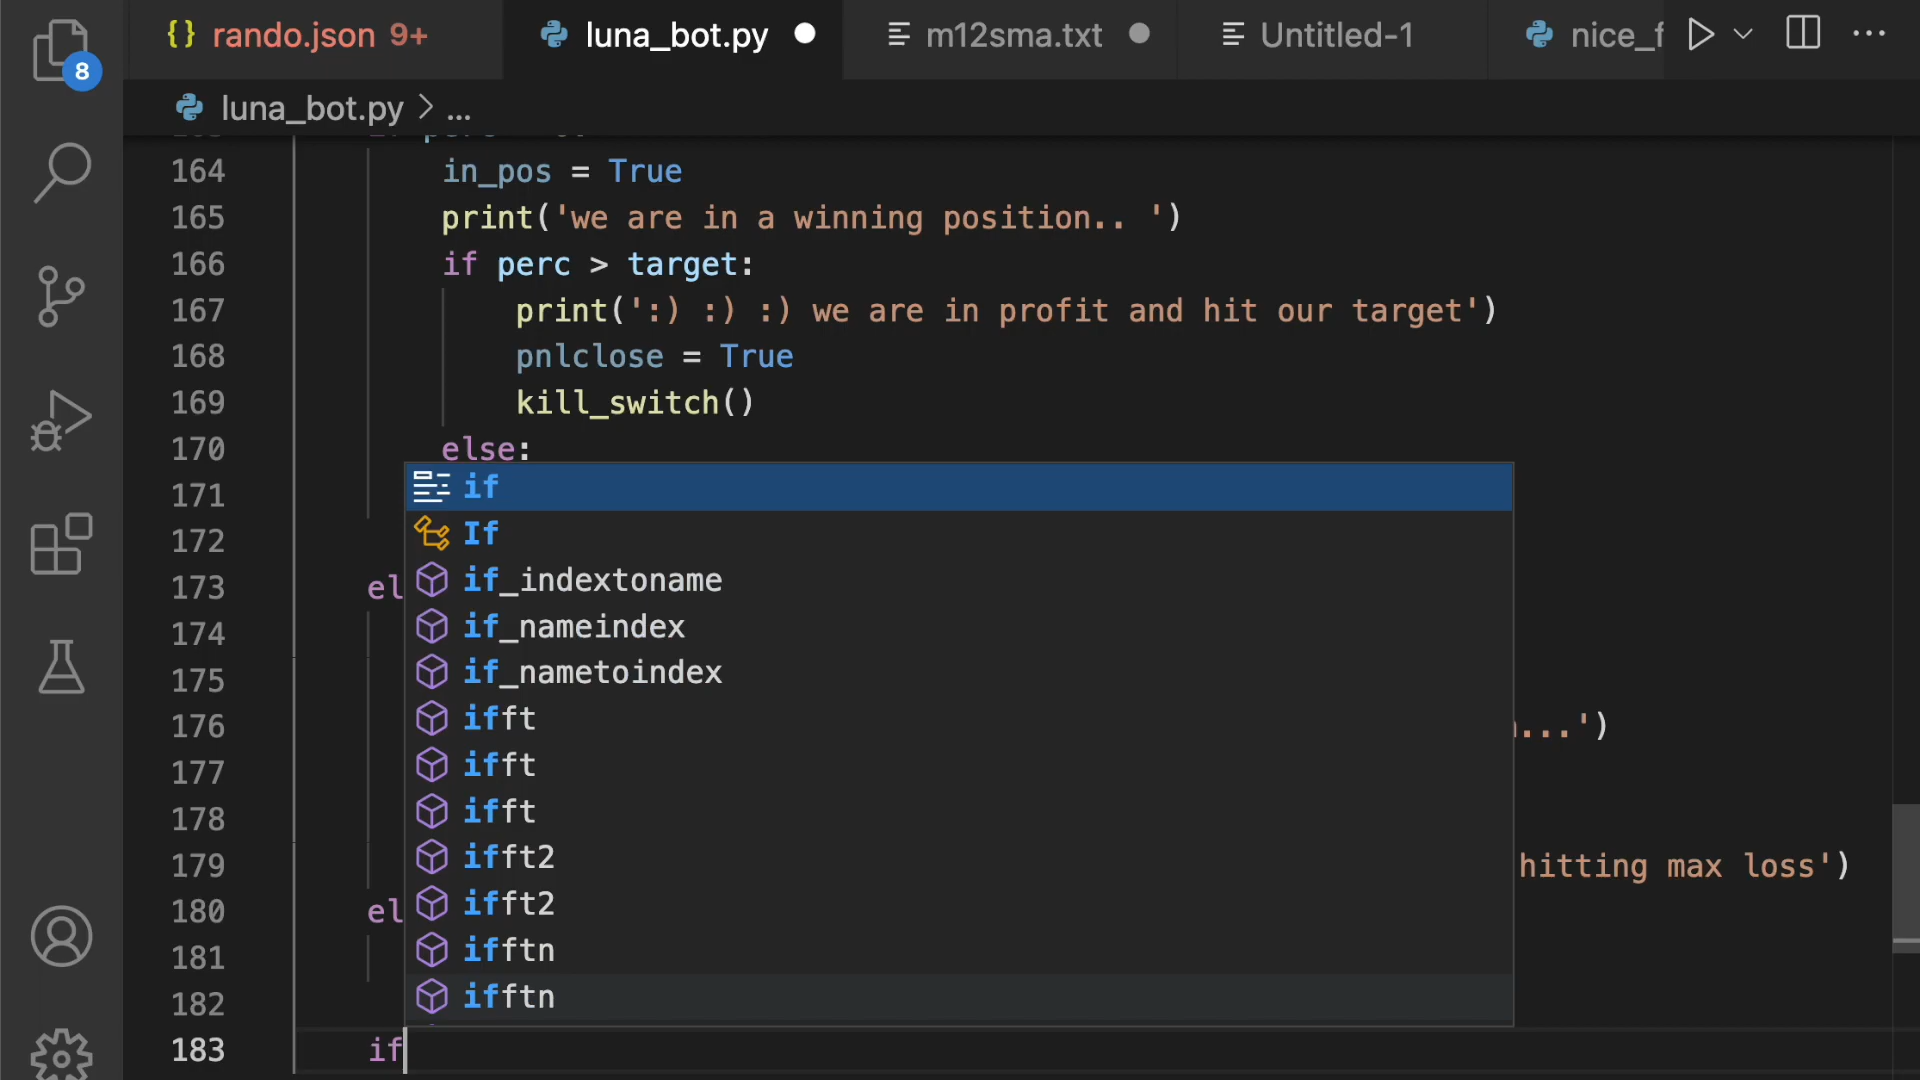 {} rando.json 9+ luna_bot.py m12sma.txt Untitled-1 nice_f ...
8
luna_bot.py > ...
164 in_pos = True
165 print('we are in a winning position.. ')
166 if perc > target:
167 print(':) :) :) we are in profit and hit our target')
168 pnlclose = True
169 kill_switch()
170 else:
171 if
172 If
173 el if_indextoname
174 if_nameindex
175 if_nametoindex
176 ifft ...')
177 ifft
178 ifft
179 ifft2 hitting max loss')
180 el ifft2
181 ifftn
182 ifftn
183 if